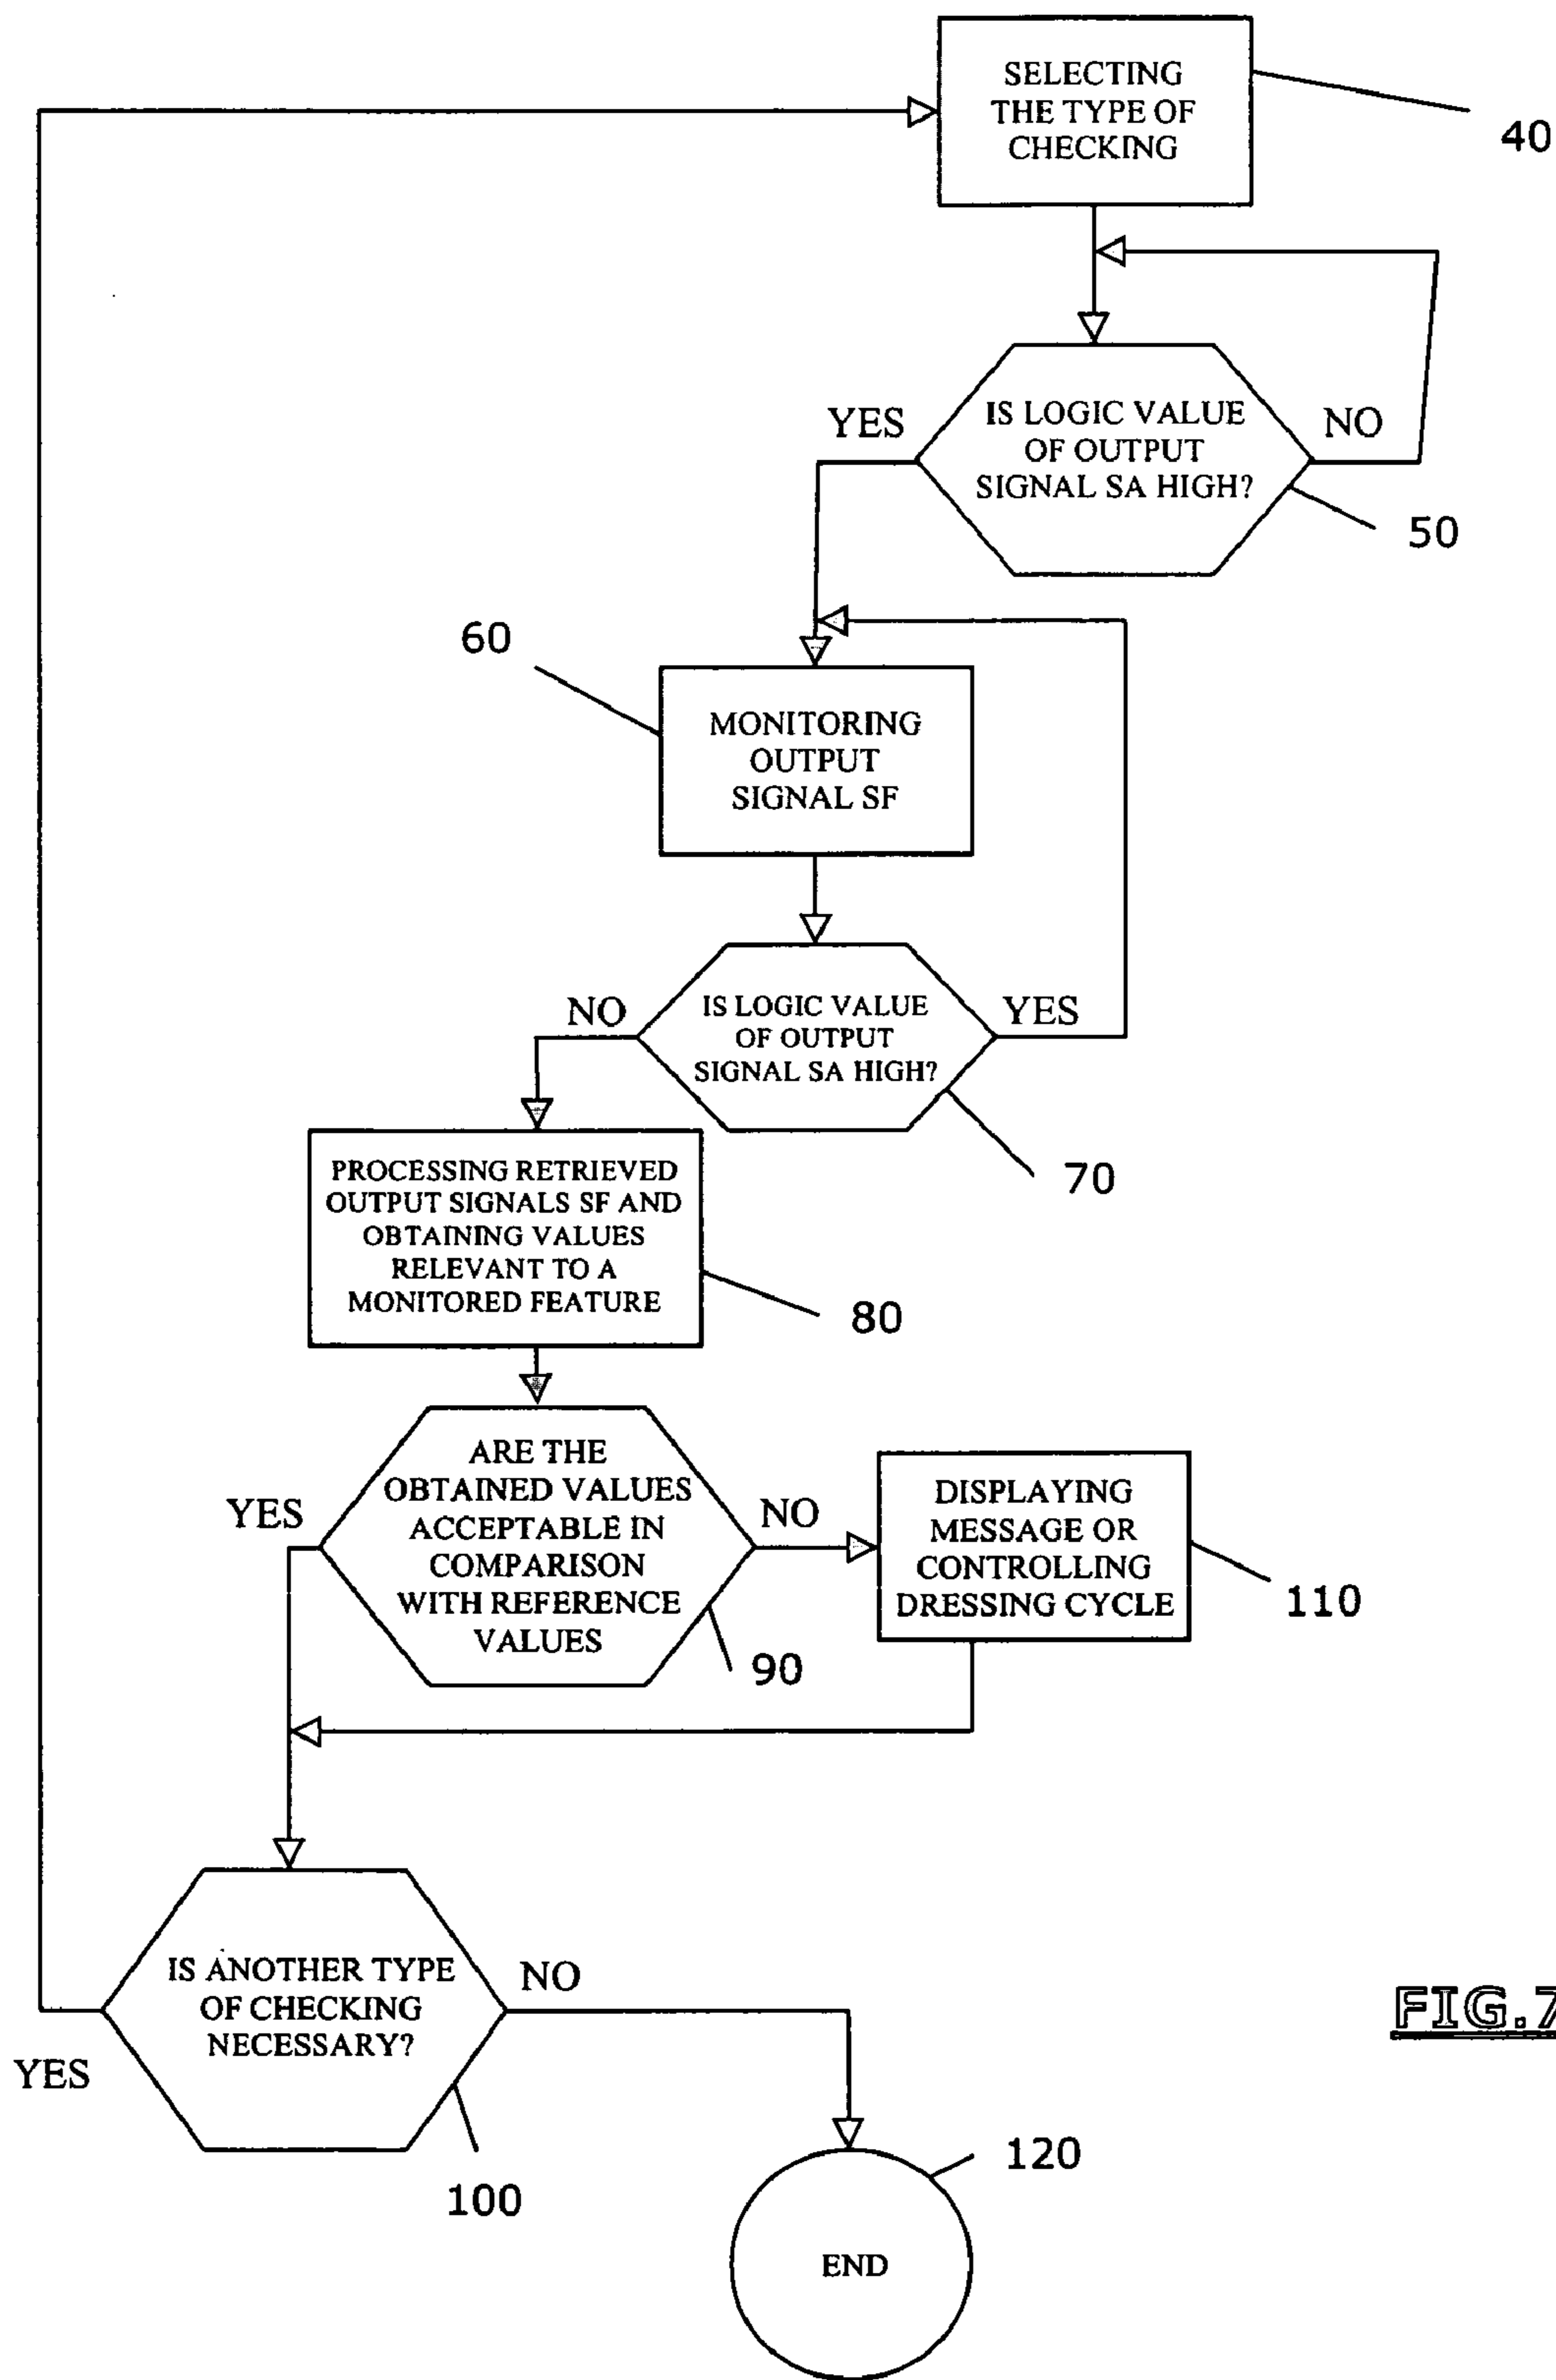 SELECTING
THE TYPE OF
CHECKING
40
YES
IS LOGIC VALUE
OF OUTPUT
SIGNAL SA HIGH?
NO
50
60
MONITORING
OUTPUT
SIGNAL SF
NO
IS LOGIC VALUE
OF OUTPUT
SIGNAL SA HIGH?
YES
70
PROCESSING RETRIEVED
OUTPUT SIGNALS SF AND
OBTAINING VALUES
RELEVANT TO A
MONITORED FEATURE
80
YES
ARE THE
OBTAINED VALUES
ACCEPTABLE IN
COMPARISON
WITH REFERENCE
VALUES
NO
90
DISPLAYING
MESSAGE OR
CONTROLLING
DRESSING CYCLE
110
YES
IS ANOTHER TYPE
OF CHECKING
NECESSARY?
NO
100
FIG.7
120
END